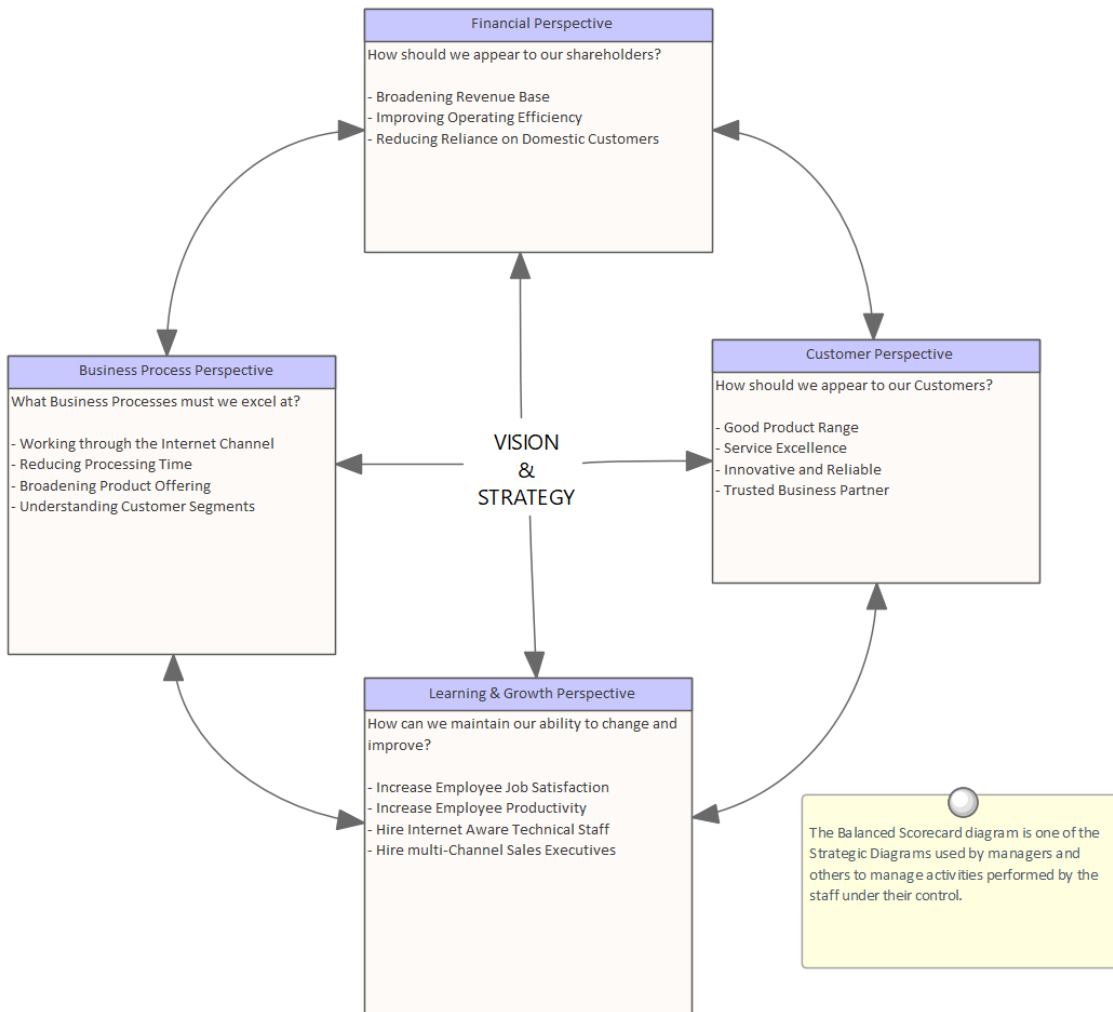 Financial Perspective
How should we appear to our shareholders?
- Broadening Revenue Base
- Improving Operating Efficiency
- Reducing Reliance on Domestic Customers
Business Process Perspective
What Business Processes must we excel at?
- Working through the Internet Channel
- Reducing Processing Time
- Broadening Product Offering
- Understanding Customer Segments
VISION
&
STRATEGY
Customer Perspective
How should we appear to our Customers?
- Good Product Range
- Service Excellence
- Innovative and Reliable
- Trusted Business Partner
Learning & Growth Perspective
How can we maintain our ability to change and
improve?
- Increase Employee Job Satisfaction
- Increase Employee Productivity
- Hire Internet Aware Technical Staff
- Hire multi-Channel Sales Executives
The Balanced Scorecard diagram is one of the
Strategic Diagrams used by managers and
others to manage activities performed by the
staff under their control.